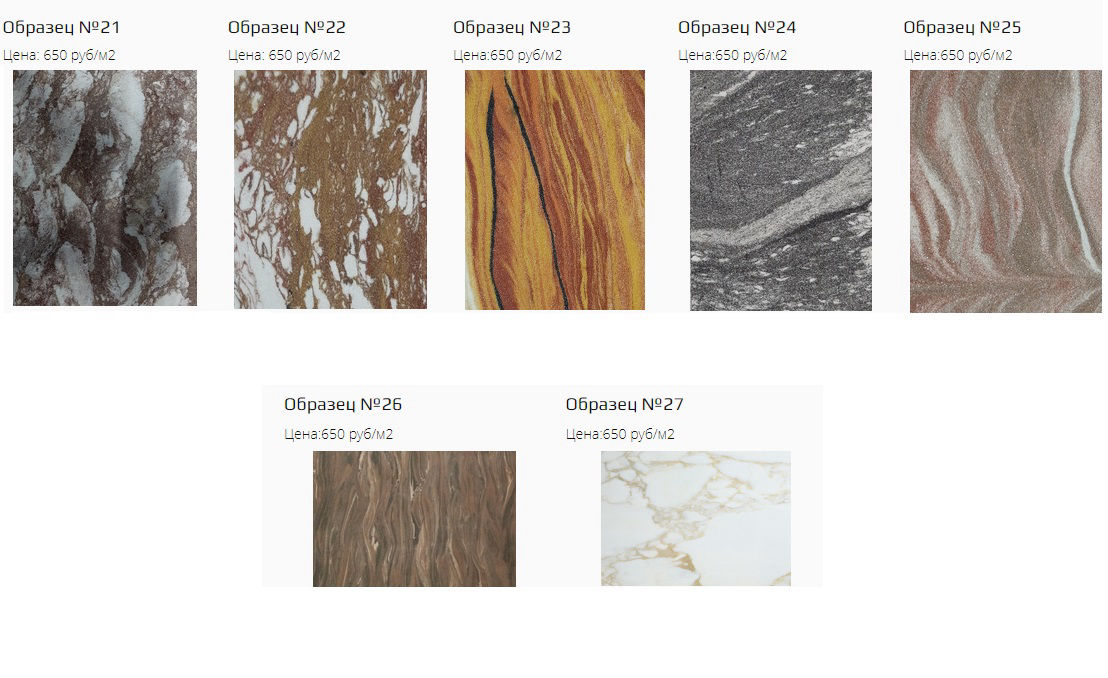 Образец №21
Образец №22
Образец №23
Образец №24
Образец №25
Цена: 650 руб/м2
Цена: 650 руб/м2
Цена:650 руб/м2
Цена:650 руб/м2
Цена:650 руб/м2
Образец №26
Образец №27
Цена:650 руб/м2
Цена:650 руб/м2